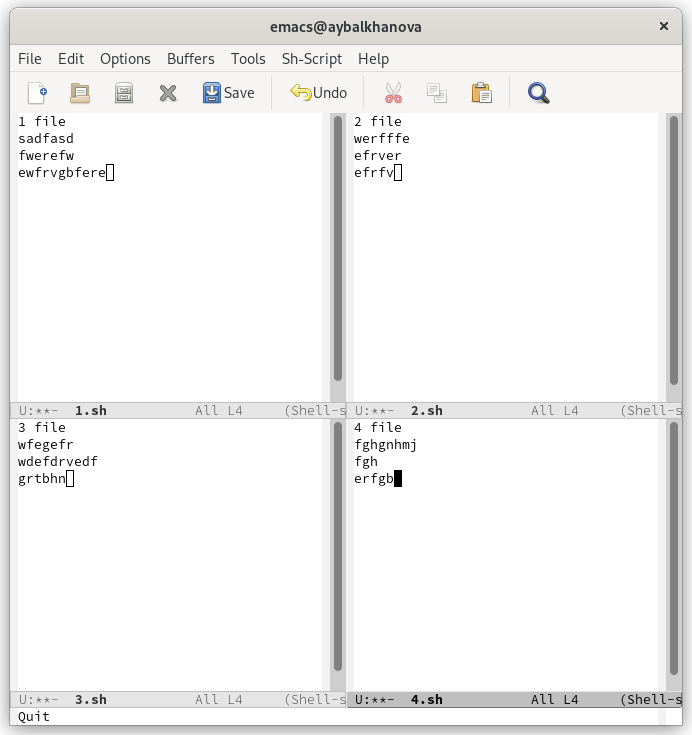 emacs@aybalkhanova
File Edit Options Buffers Tools Sh-Script Help
Save Undo
1 file
sadfasd
fwerefw
ewfrvgbfere
U:**- 1.sh All L4 (Shell-s
2 file
werfffe
efrver
efrfv
U:**- 2.sh All L4 (Shell-s
3 file
wfegefr
wdefdrvedf
grtbhn
U:**- 3.sh All L4 (Shell-s
4 file
fghgnhmj
fgh
erfgb
U:**- 4.sh All L4 (Shell-s
Quit